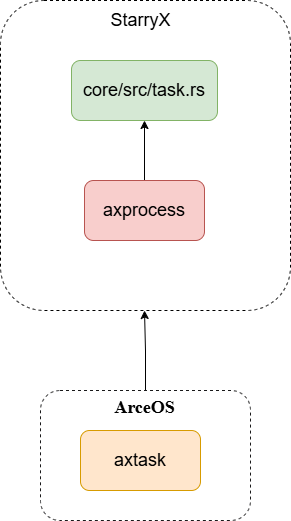 StarryX
core/src/task.rs
axprocess
ArceOS
axtask